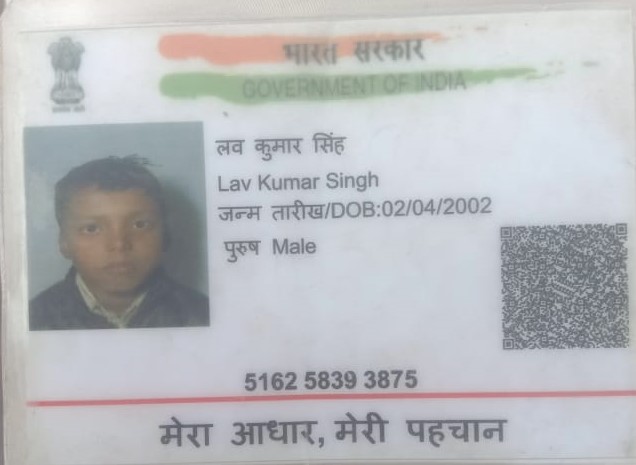 भारत सरकार
GOVERNMENT OF INDIA
लव कुमार सिंह
Lav Kumar Singh
जन्म तारीख/DOB:02/04/2002
पुरुष Male
5162 5839 3875
मेरा आधार, मेरी पहचान